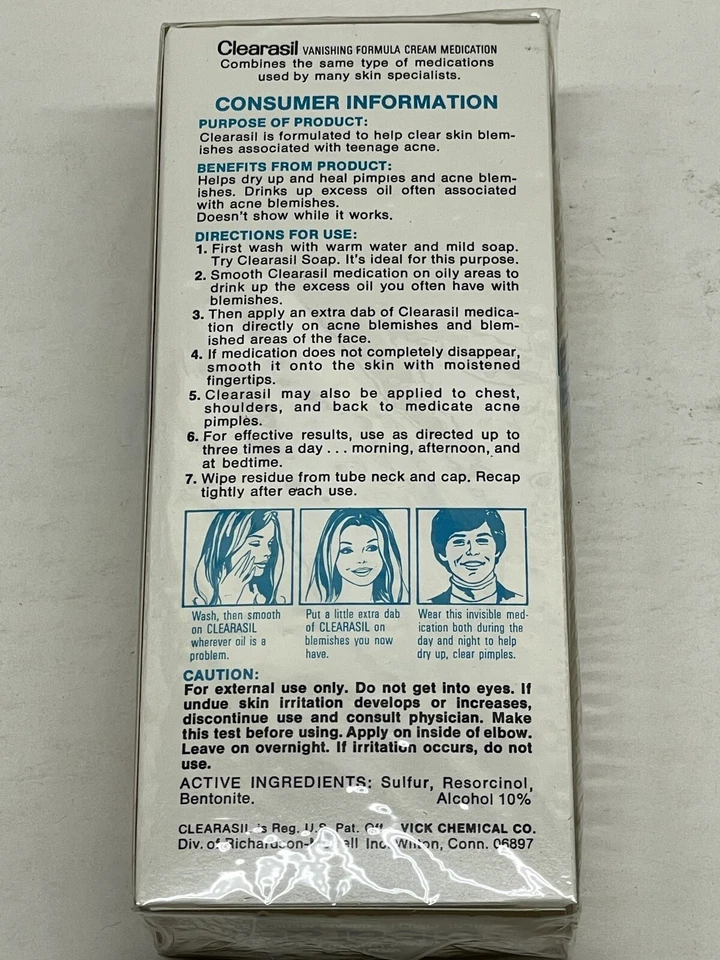 Clearasil VANISHING FORMULA CREAM MEDICATION
Combines the same type of medications
used by many skin specialists.
CONSUMER INFORMATION
PURPOSE OF PRODUCT:
Clearasil is formulated to help clear skin blem-
ishes associated with teenage acne.
BENEFITS FROM PRODUCT:
Helps dry up and heal pimples and acne blem-
ishes. Drinks up excess oil often associated
with acne blemishes.
Doesn't show while it works.
DIRECTIONS FOR USE:
1. First wash with warm water and mild soap.
Try Clearasil Soap. It's ideal for this purpose.
2. Smooth Clearasil medication on oily areas to
drink up the excess oil you often have with
blemishes.
3. Then apply an extra dab of Clearasil medica-
tion directly on acne blemishes and blem-
ished areas of the face.
4. If medication does not completely disappear,
smooth it onto the skin with moistened
fingertips.
5. Clearasil may also be applied to chest,
shoulders, and back to medicate acne
pimples.
6. For effective results, use as directed up to
three times a day . . . morning, afternoon, and
at bedtime.
7. Wipe residue from tube neck and cap. Recap
tightly after each use.
Wash, then smooth
on CLEARASIL
wherever oil is a
problem.
Put a little extra dab
of CLEARASIL on
blemishes you now
have.
Wear this invisible med-
ication both during the
day and night to help
dry up, clear pimples.
CAUTION:
For external use only. Do not get into eyes. If
undue skin irritation develops or increases,
discontinue use and consult physician. Make
this test before using. Apply on inside of elbow.
Leave on overnight. If irritation occurs, do not
use.
ACTIVE INGREDIENTS: Sulfur, Resorcinol,
Bentonite. Alcohol 10%
CLEARASIL is Reg. U.S. Pat. Off. VICK CHEMICAL CO.
Div. of Inc. Wilton, Conn. 06897